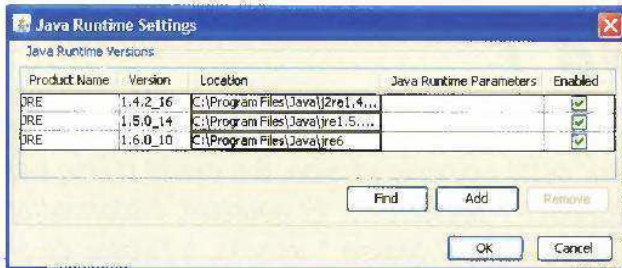 Java Runtime Settings
Java Runtime Versions
Product Name Version Location Java Runtime Parameters Enabled
JRE 1.4.2_16 C:\Program Files\Java\j2re1.4...
JRE 1.5.0_14 C:\Program Files\Java\jre1.5....
JRE 1.6.0_10 C:\Program Files\Java\jre6
Find Add Remove
OK Cancel